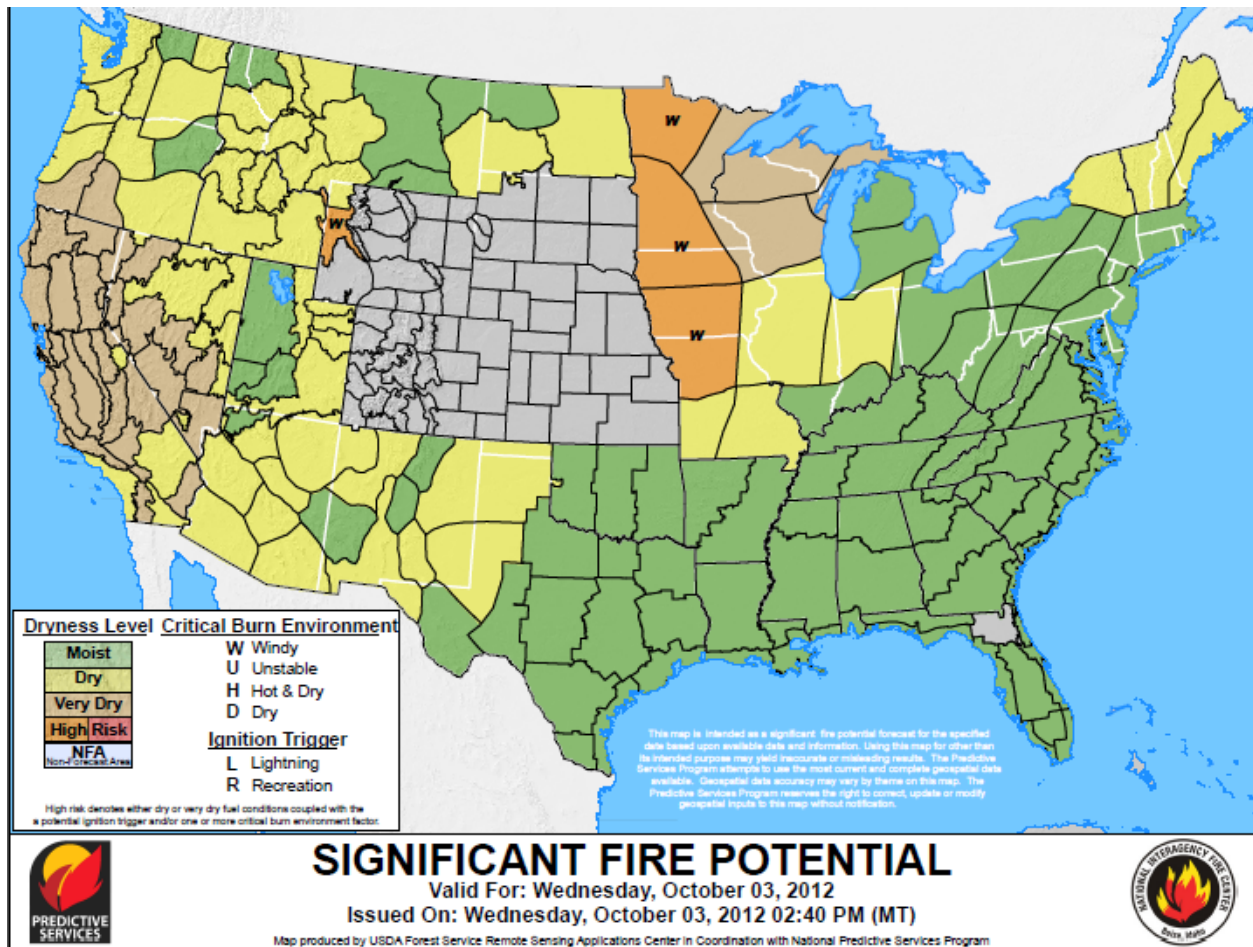 W
W
W
W
Dryness Level
Moist
Dry
Very Dry
High Risk
NFA
Non-Forecast Area
Critical Burn Environment
W Windy
U Unstable
H Hot & Dry
D Dry
Ignition Trigger
L Lightning
R Recreation
High risk denotes either dry or very dry fuel conditions coupled with the
a potential ignition trigger and/or one or more critical burn environment factor.
This map is intended as a significant fire potential forecast for the specified
date based upon available data and information. Using this map for other than
its intended purpose may yield inaccurate or misleading results. The Predictive
Services Program attempts to use the most current and complete geospatial data
available. Geospatial data accuracy may vary by theme on this map. The
Predictive Services Program reserves the right to correct, update or modify
geospatial inputs to this map without notification.
PREDICTIVE
SERVICES
SIGNIFICANT FIRE POTENTIAL
Valid For: Wednesday, October 03, 2012
Issued On: Wednesday, October 03, 2012 02:40 PM (MT)
Map produced by USDA Forest Service Remote Sensing Applications Center in Coordination with National Predictive Services Program
NATIONAL INTERAGENCY FIRE CENTER
Boise, Idaho